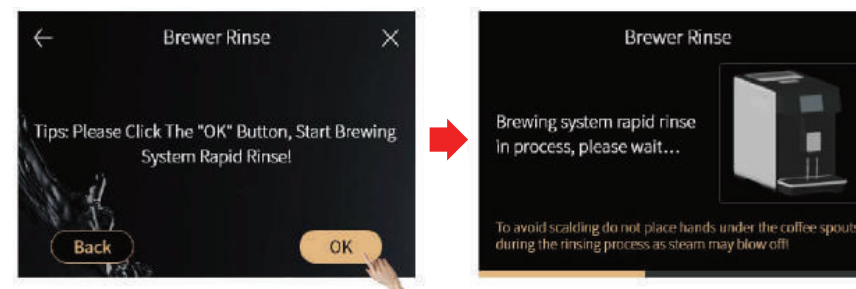 Brewer Rinse
Tips: Please Click The "OK" Button, Start Brewing
System Rapid Rinse!
Back
OK
Brewer Rinse
Brewing system rapid rinse
in process, please wait...
To avoid scalding do not place hands under the coffee spouts
during the rinsing process as steam may blow off!